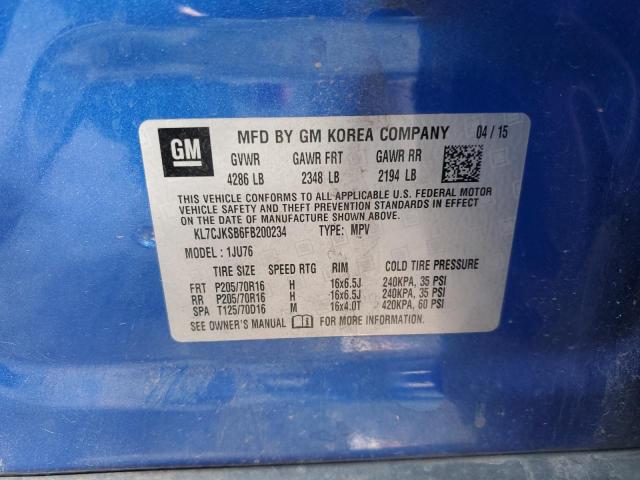 GM MFD BY GM KOREA COMPANY 04 / 15
GVWR GAWR FRT GAWR RR
4286 LB 2348 LB 2194 LB
THIS VEHICLE CONFORMS TO ALL APPLICABLE U.S. FEDERAL MOTOR
VEHICLE SAFETY AND THEFT PREVENTION STANDARDS IN EFFECT ON
THE DATE OF MANUFACTURE SHOWN ABOVE.
KL7CJKSB6FB200234 TYPE: MPV
MODEL : 1JU76
TIRE SIZE SPEED RTG RIM COLD TIRE PRESSURE
FRT P205/70R16 H 16x6.5J 240KPA, 35 PSI
RR P205/70R16 H 16x6.5J 240KPA, 35 PSI
SPA T125/70D16 M 16x4.0T 420KPA, 60 PSI
SEE OWNER'S MANUAL FOR MORE INFORMATION.